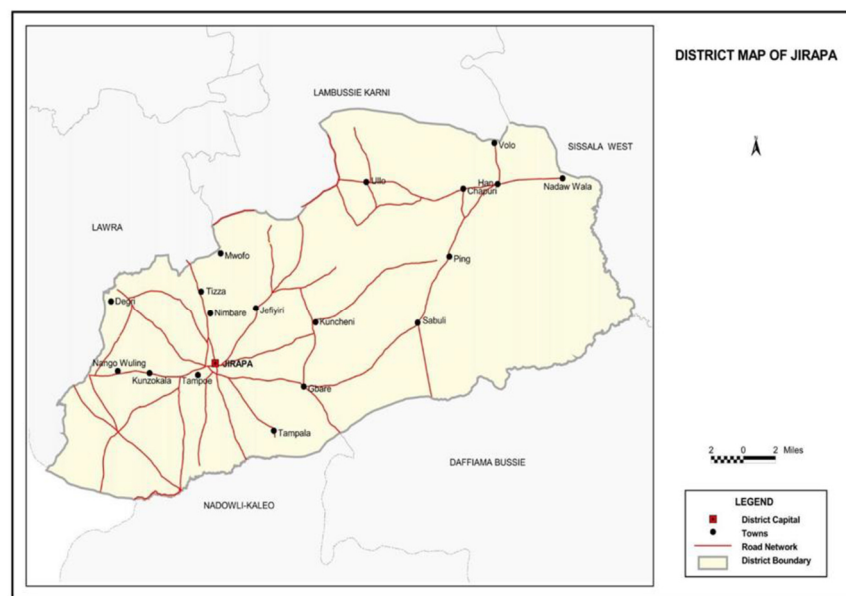 DISTRICT MAP OF JIRAPA
LAMBUSSIE KARNI
SISSALA WEST
LAWRA
Volo
Ullo
Han
Chapuri
Nadaw Wala
Mwofo
Ping
Tizza
Degri
Nimbare
Jefiyiri
Kuncheni
Sabuli
JIRAPA
Nango Wuling
Kunzokala
Tampoe
Gbare
Tampala
DAFFIAMA BUSSIE
NADOWLI-KALEO
2 0 2 Miles
LEGEND
District Capital
Towns
Road Network
District Boundary